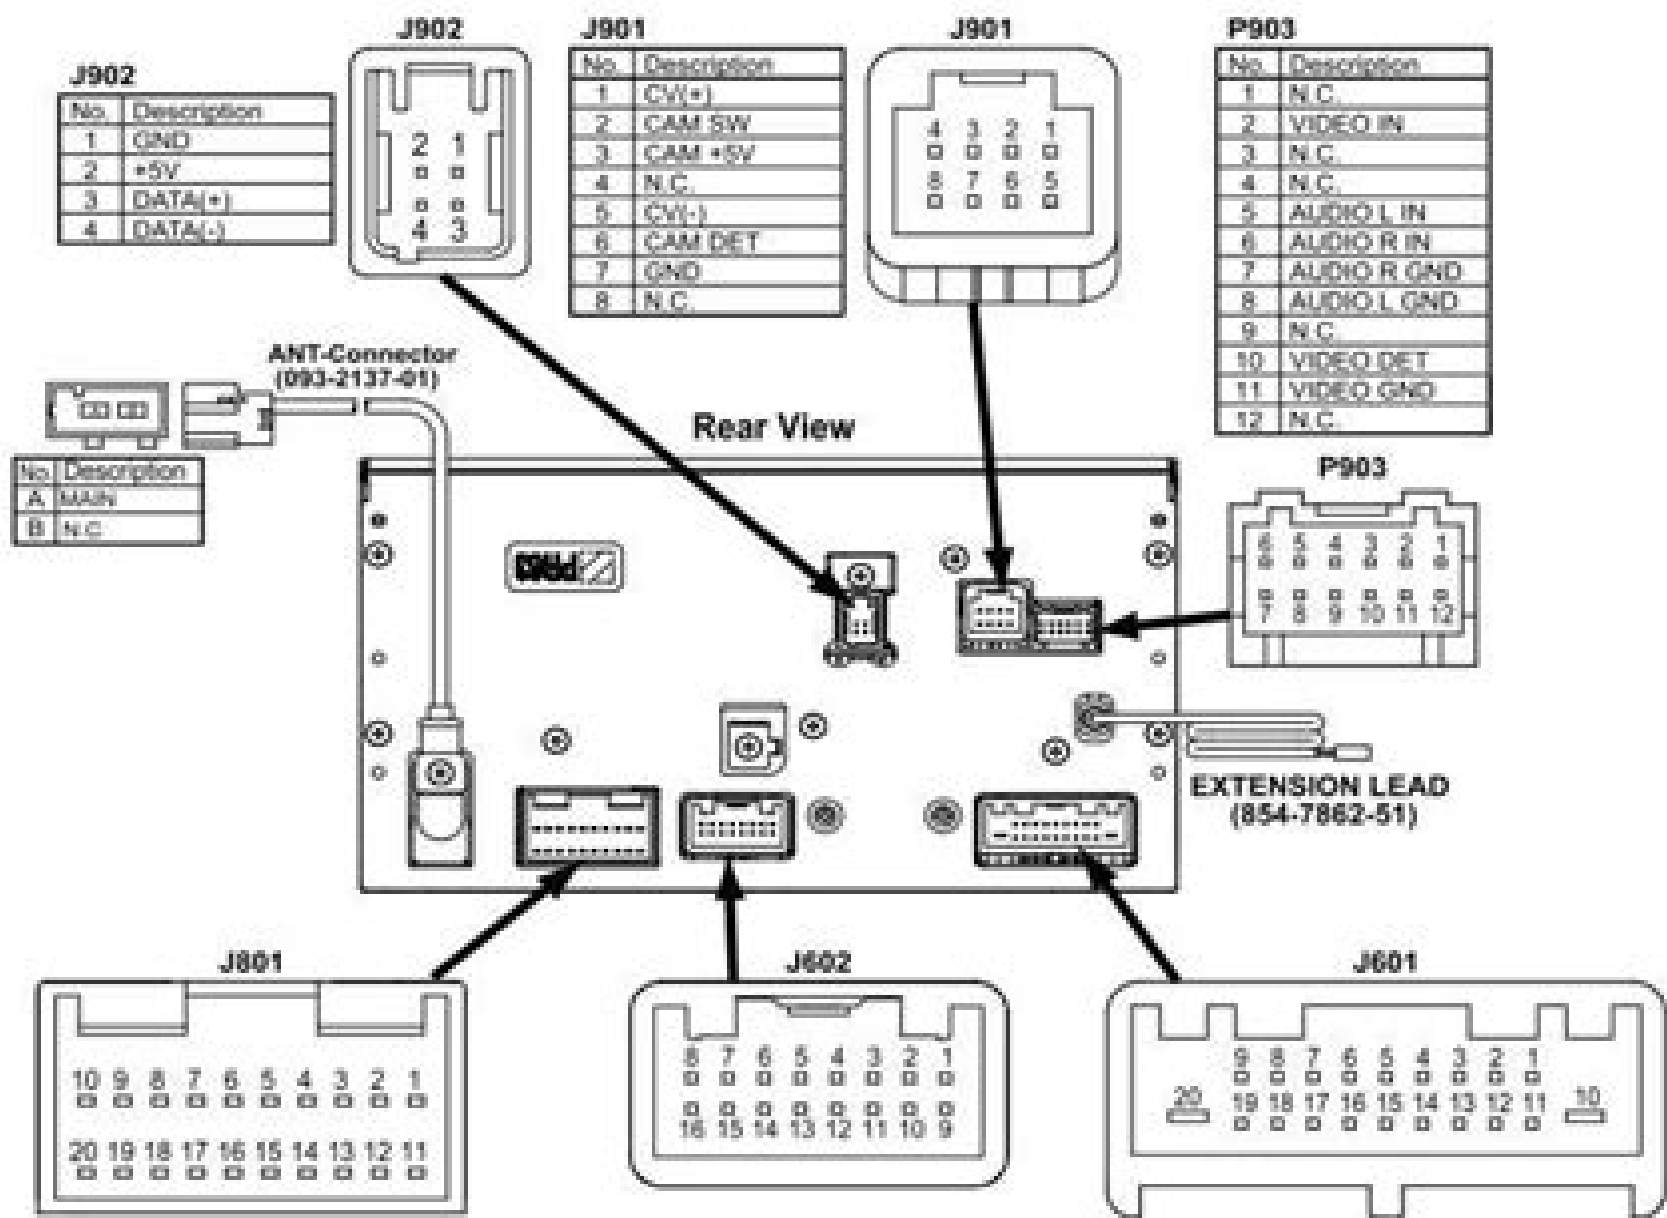 J902
No. Description
1 GND
2 +5V
3 DATA(+)
4 DATA(-)
J902
2 1
4 3
J901
No. Description
1 CV(+)
2 CAM SW
3 CAM +5V
4 N.C.
5 CV(-)
6 CAM DET
7 GND
8 N.C.
J901
4 3 2 1
8 7 6 5
P903
No. Description
1 N.C.
2 VIDEO IN
3 N.C.
4 N.C.
5 AUDIO L IN
6 AUDIO R IN
7 AUDIO R GND
8 AUDIO L GND
9 N.C.
10 VIDEO DET
11 VIDEO GND
12 N.C.
ANT-Connector
(093-2137-01)
No. Description
A MAIN
B N.C
Rear View
P903
6 5 4 3 2 1
7 8 9 10 11 12
EXTENSION LEAD
(854-7862-51)
J801
10 9 8 7 6 5 4 3 2 1
20 19 18 17 16 15 14 13 12 11
J602
8 7 6 5 4 3 2 1
16 15 14 13 12 11 10 9
J601
9 8 7 6 5 4 3 2 1
20 19 18 17 16 15 14 13 12 11 10